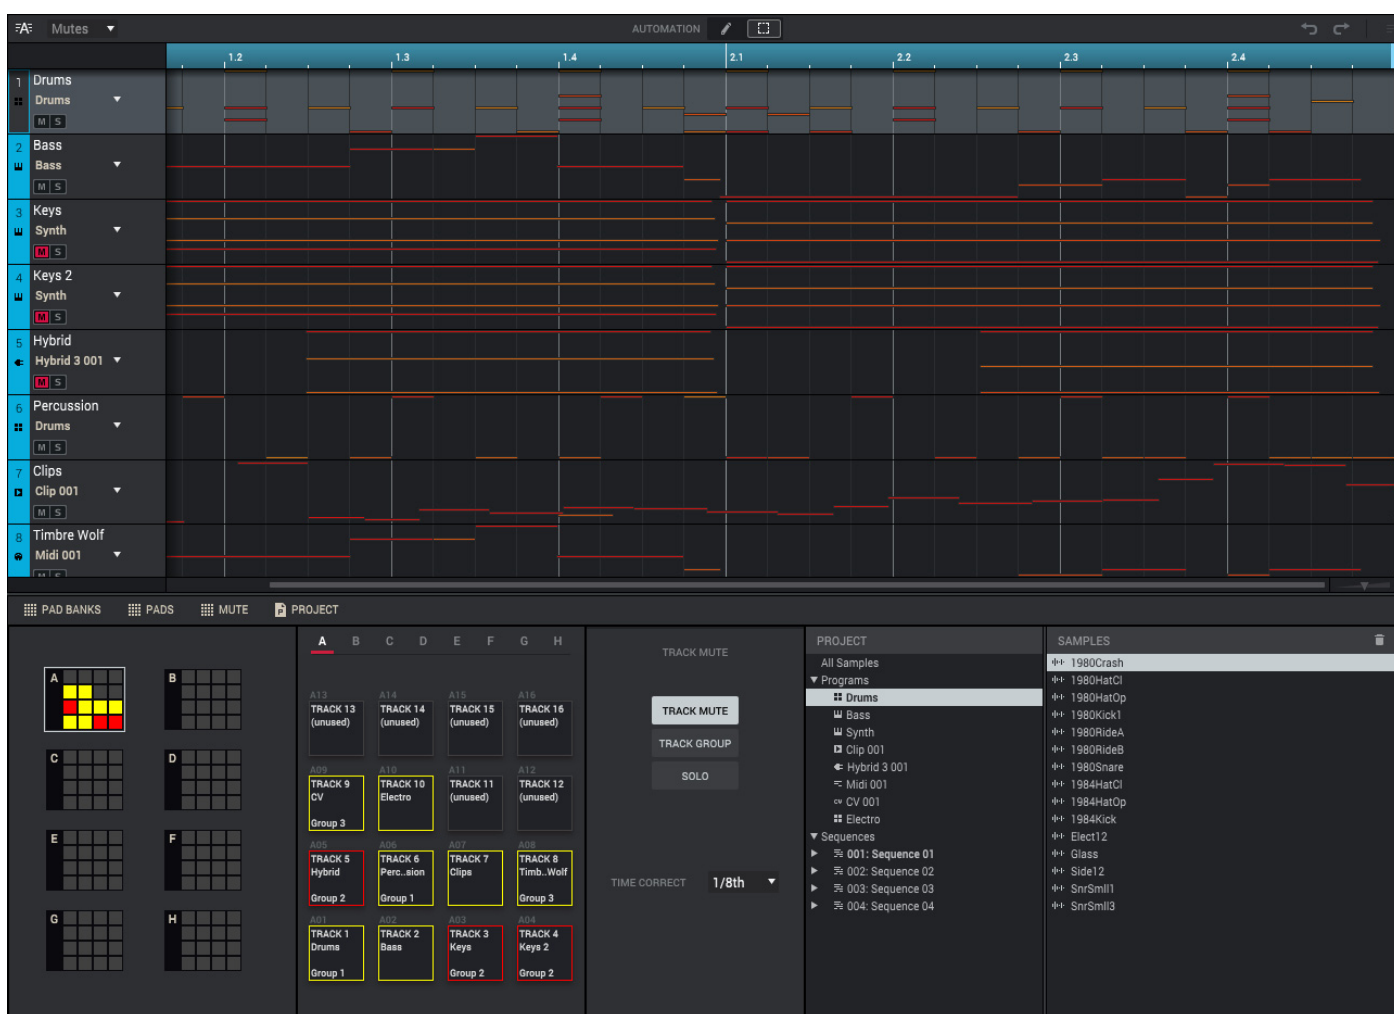 A Mutes
AUTOMATION
1.2 1.3 1.4 2.1 2.2 2.3 2.4
1 Drums
Drums
M S
2 Bass
Bass
M S
3 Keys
Synth
M S
4 Keys 2
Synth
M S
5 Hybrid
Hybrid 3 001
M S
6 Percussion
Drums
M S
7 Clips
Clip 001
M S
8 Timbre Wolf
Midi 001
M S
PAD BANKS PADS MUTE PROJECT
A B
C D
E F
G H
A B C D E F G H
A13 A14 A15 A16
TRACK 13 TRACK 14 TRACK 15 TRACK 16
(unused) (unused) (unused) (unused)
A09 A10 A11 A12
TRACK 9 TRACK 10 TRACK 11 TRACK 12
CV Electro (unused) (unused)
Group 3
A05 A06 A07 A08
TRACK 5 TRACK 6 TRACK 7 TRACK 8
Hybrid Perc..sion Clips Timb..Wolf
Group 2 Group 1 Group 3
A01 A02 A03 A04
TRACK 1 TRACK 2 TRACK 3 TRACK 4
Drums Bass Keys Keys 2
Group 1 Group 2 Group 2
TRACK MUTE
TRACK MUTE
TRACK GROUP
SOLO
TIME CORRECT 1/8th
PROJECT
All Samples
Programs
Drums
Bass
Synth
Clip 001
Hybrid 3 001
Midi 001
CV CV 001
Electro
Sequences
001: Sequence 01
002: Sequence 02
003: Sequence 03
004: Sequence 04
SAMPLES
1980Crash
1980HatCl
1980HatOp
1980Kick1
1980RideA
1980RideB
1980Snare
1984HatCl
1984HatOp
1984Kick
Elect12
Glass
Side12
SnrSmll1
SnrSmll3